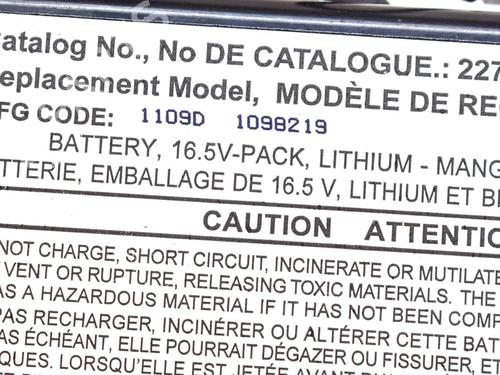 Catalog No., No DE CATALOGUE.: 227
Replacement Model, MODÈLE DE RE
FG CODE: 1109D 1098219
BATTERY, 16.5V-PACK, LITHIUM - MANG
TTERIE, EMBALLAGE DE 16.5 V, LITHIUM ET BI
CAUTION ATTENTIO
NOT CHARGE, SHORT CIRCUIT, INCINERATE OR MUTILATE
VENT OR RUPTURE, RELEASING TOXIC MATERIALS. THE
AS A HAZARDOUS MATERIAL IF IT HAS NOT BEEN COMP
PAS RECHARGER, INCINÉRER OU ALTÉRER CETTE BAT
AS ÉCHÉANT, ELLE POURRAIT DÉGAZER OU FISSURER, ET
QUES. LORSQU'ELLE EST JETÉE AVANT